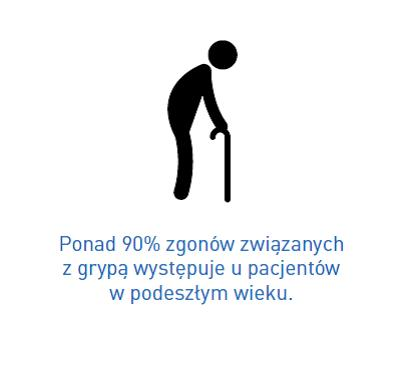 Ponad 90% zgonów związanych
z grypą występuje u pacjentów
w podeszłym wieku.